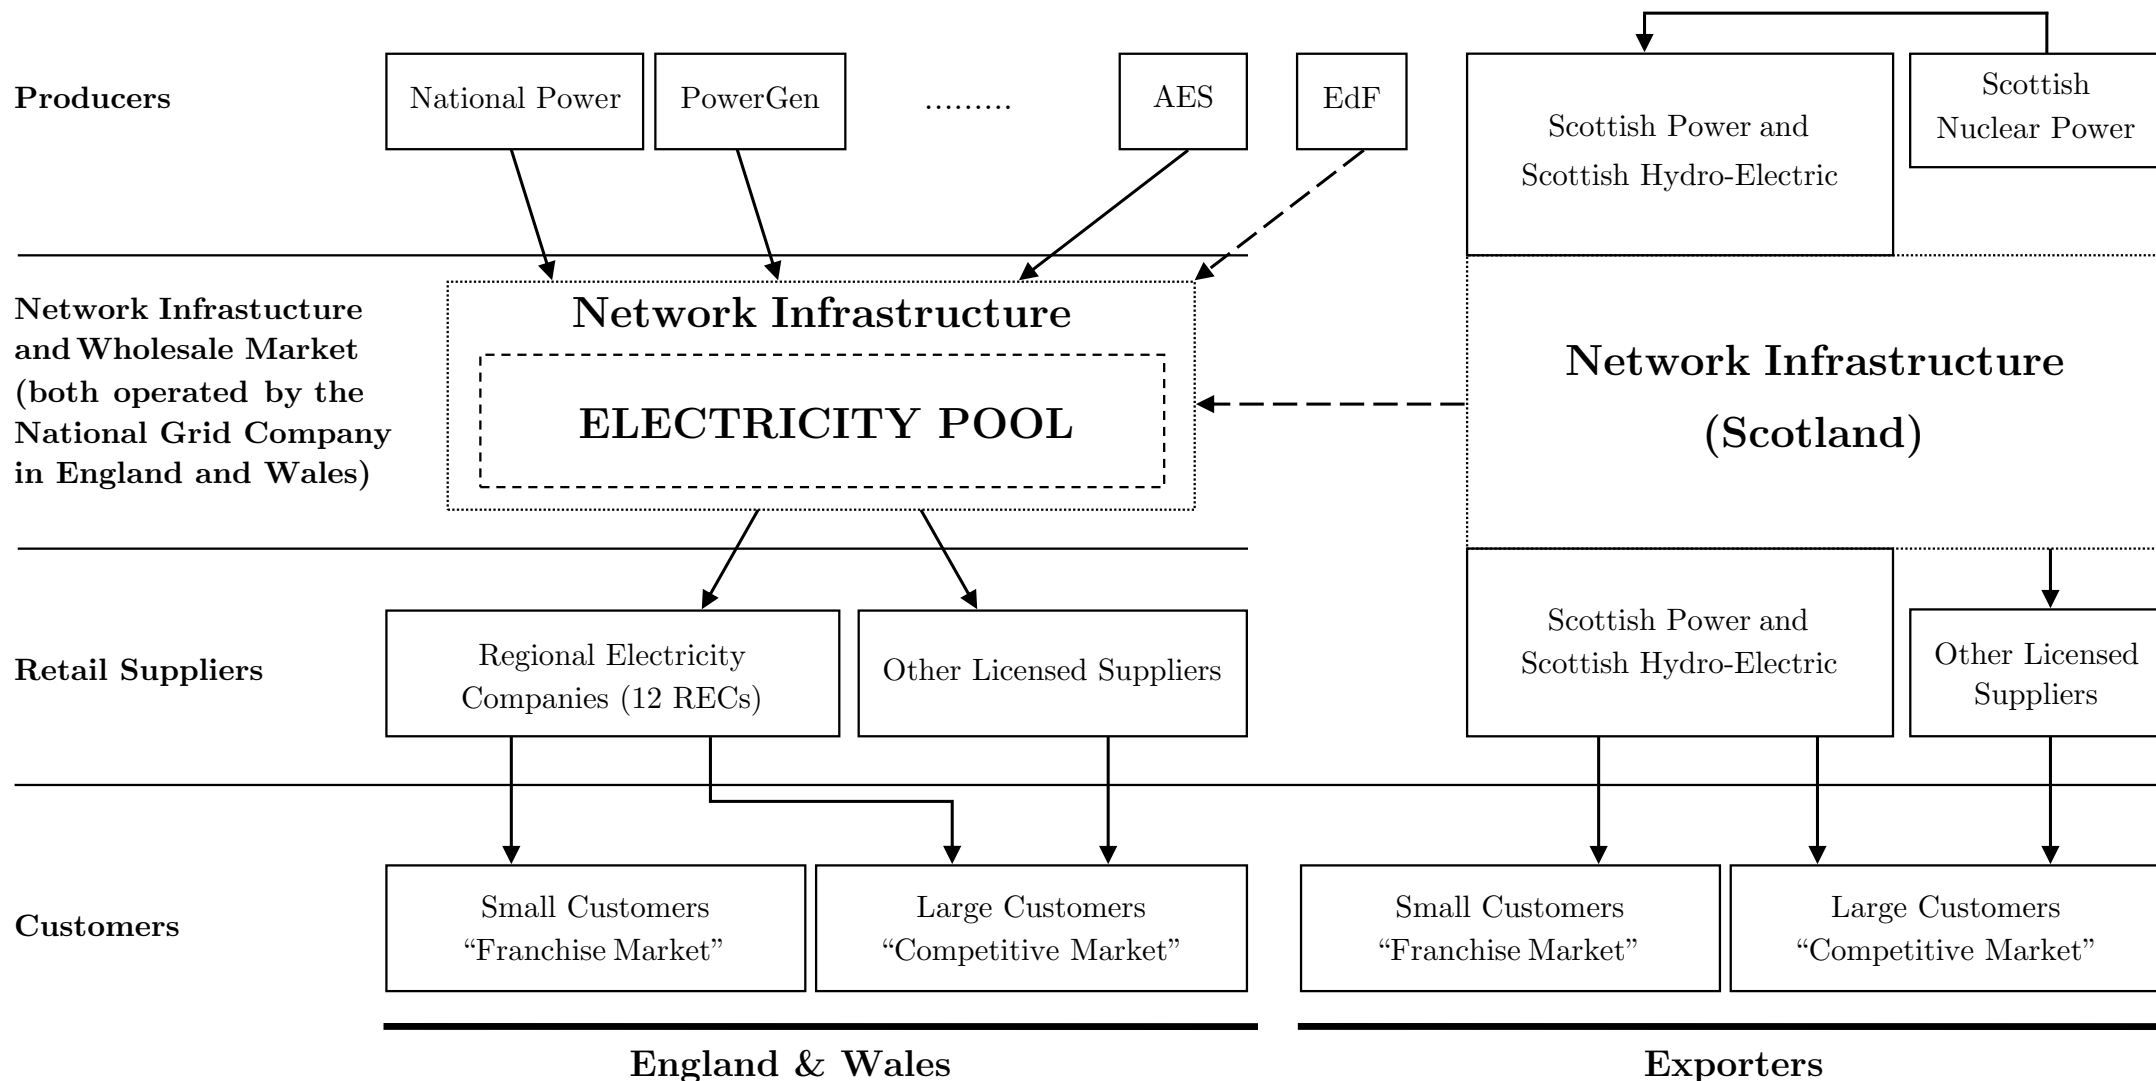 Producers
National Power
PowerGen
.........
AES
EdF
Scottish Power and
Scottish Hydro-Electric
Scottish
Nuclear Power
Network Infrastucture
and Wholesale Market
(both operated by the
National Grid Company
in England and Wales)
Network Infrastructure
ELECTRICITY POOL
Network Infrastructure
(Scotland)
Retail Suppliers
Regional Electricity
Companies (12 RECs)
Other Licensed Suppliers
Scottish Power and
Scottish Hydro-Electric
Other Licensed
Suppliers
Customers
Small Customers
“Franchise Market”
Large Customers
“Competitive Market”
Small Customers
“Franchise Market”
Large Customers
“Competitive Market”
England & Wales
Exporters